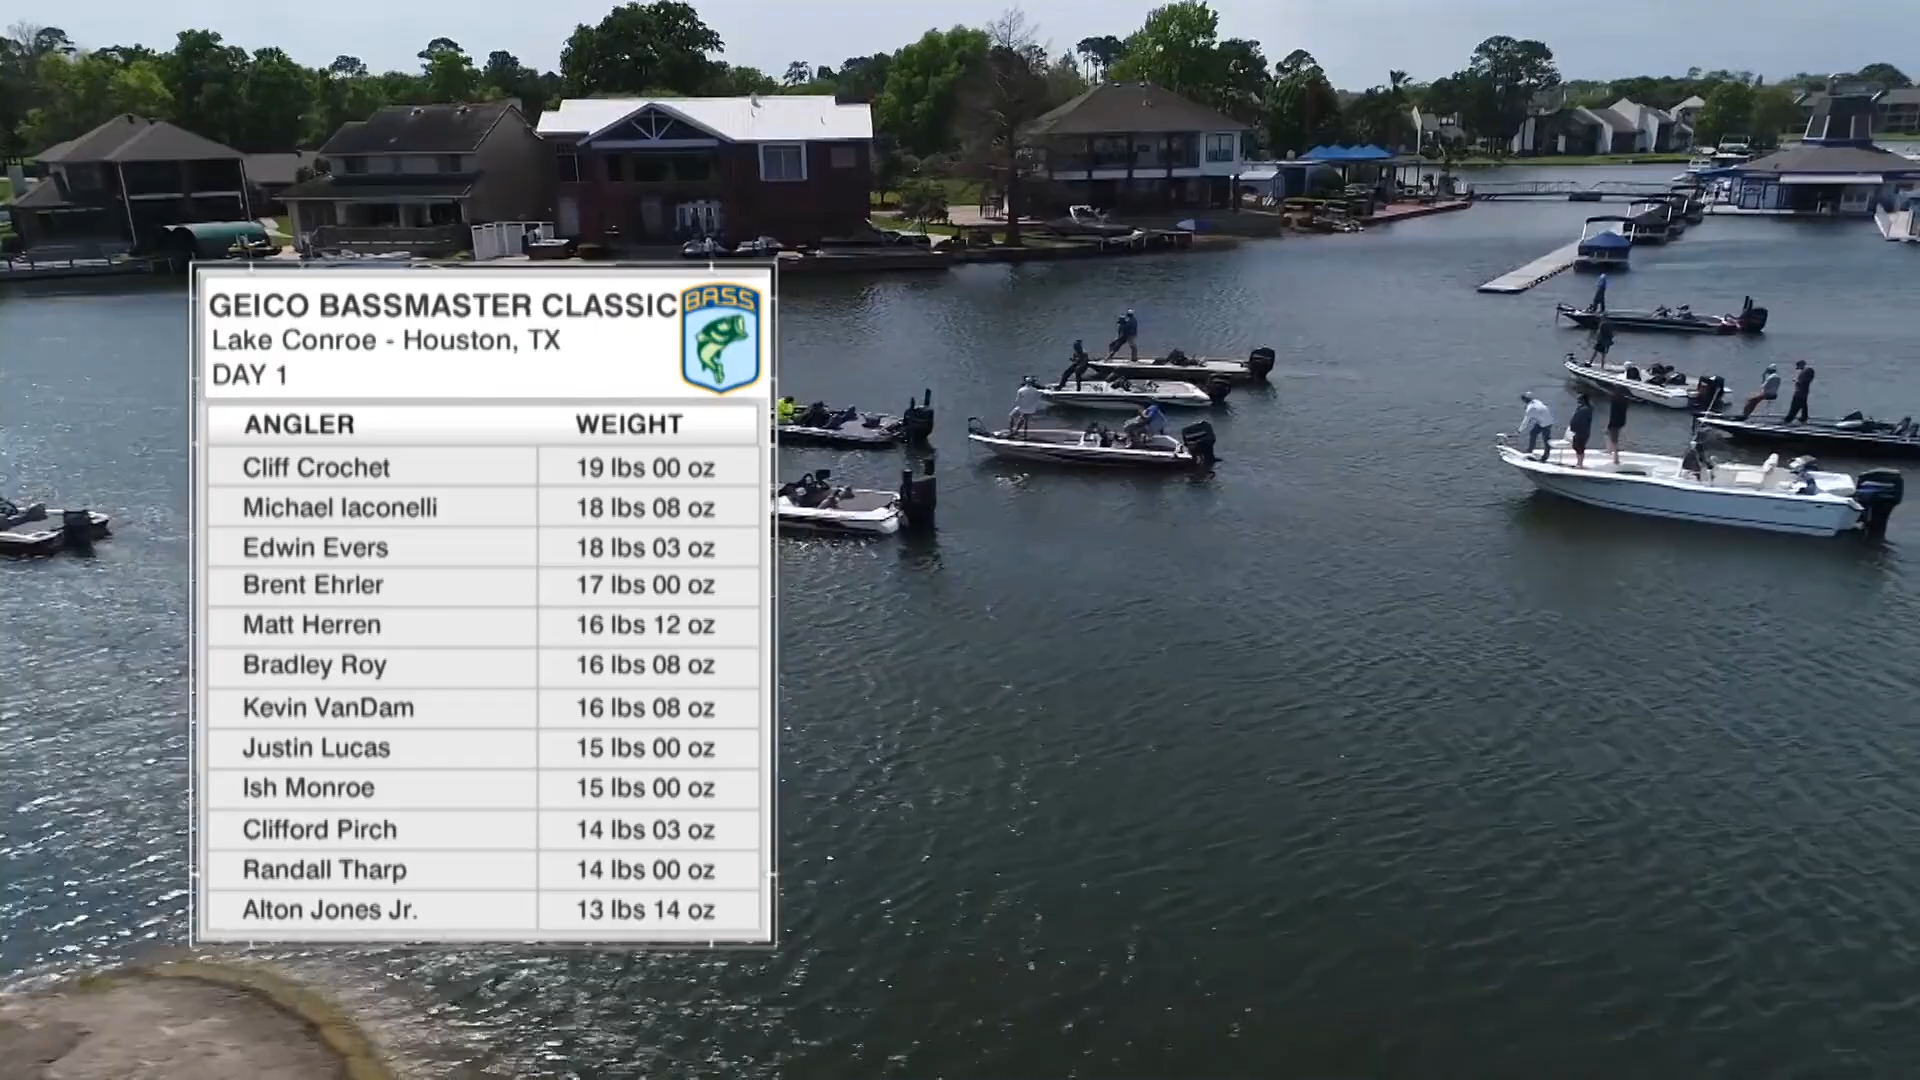 GEICO BASSMASTER CLASSIC
Lake Conroe - Houston, TX
DAY 1
BASS
ANGLER WEIGHT
Cliff Crochet 19 lbs 00 oz
Michael Iaconelli 18 lbs 08 oz
Edwin Evers 18 lbs 03 oz
Brent Ehrler 17 lbs 00 oz
Matt Herren 16 lbs 12 oz
Bradley Roy 16 lbs 08 oz
Kevin VanDam 16 lbs 08 oz
Justin Lucas 15 lbs 00 oz
Ish Monroe 15 lbs 00 oz
Clifford Pirch 14 lbs 03 oz
Randall Tharp 14 lbs 00 oz
Alton Jones Jr. 13 lbs 14 oz